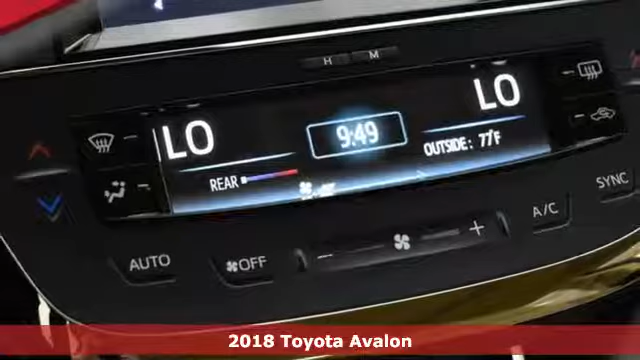 H M
LO
9:49
LO
OUTSIDE: 77°F
REAR
AUTO
OFF
A/C
SYNC
2018 Toyota Avalon